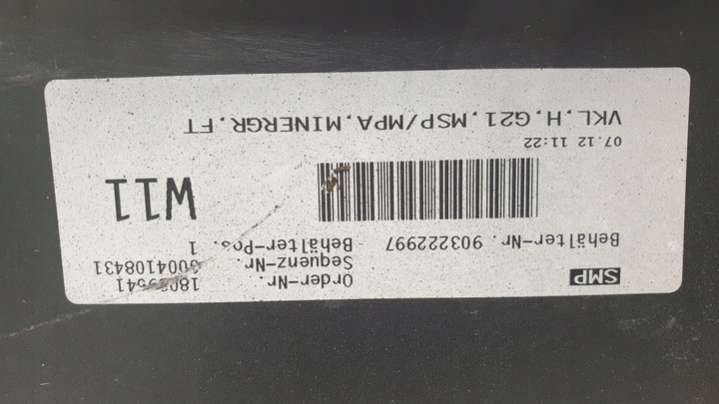 SMP
Order-Nr.
Sequenz-Nr. 3004108431
Behälter-Nr. 903222997 Behälter-Pos. 1
W11
07.12 11:22
VKL,H,G21,MSP/MPA,MINERGR.FT